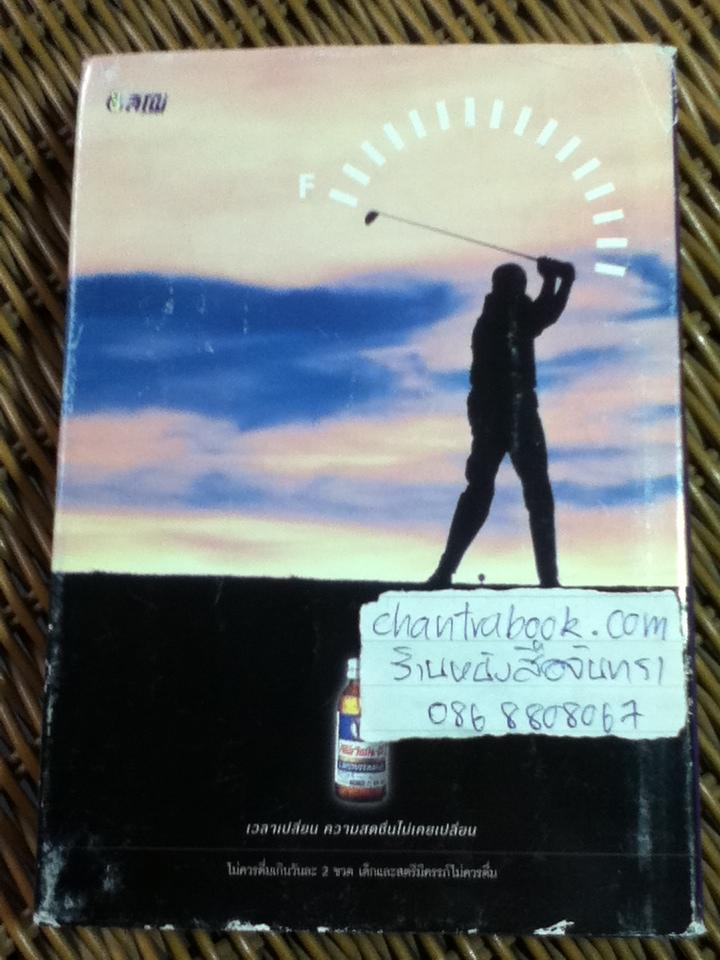 F
chantrabook.com
ร้านหนังสือจันทรา
086 8808067
เวลาเปลี่ยน ความสดชื่นไม่เคยเปลี่ยน
ไม่ควรดื่มเกินวันละ 2 ขวด เด็กและสตรีมีครรภ์ไม่ควรดื่ม